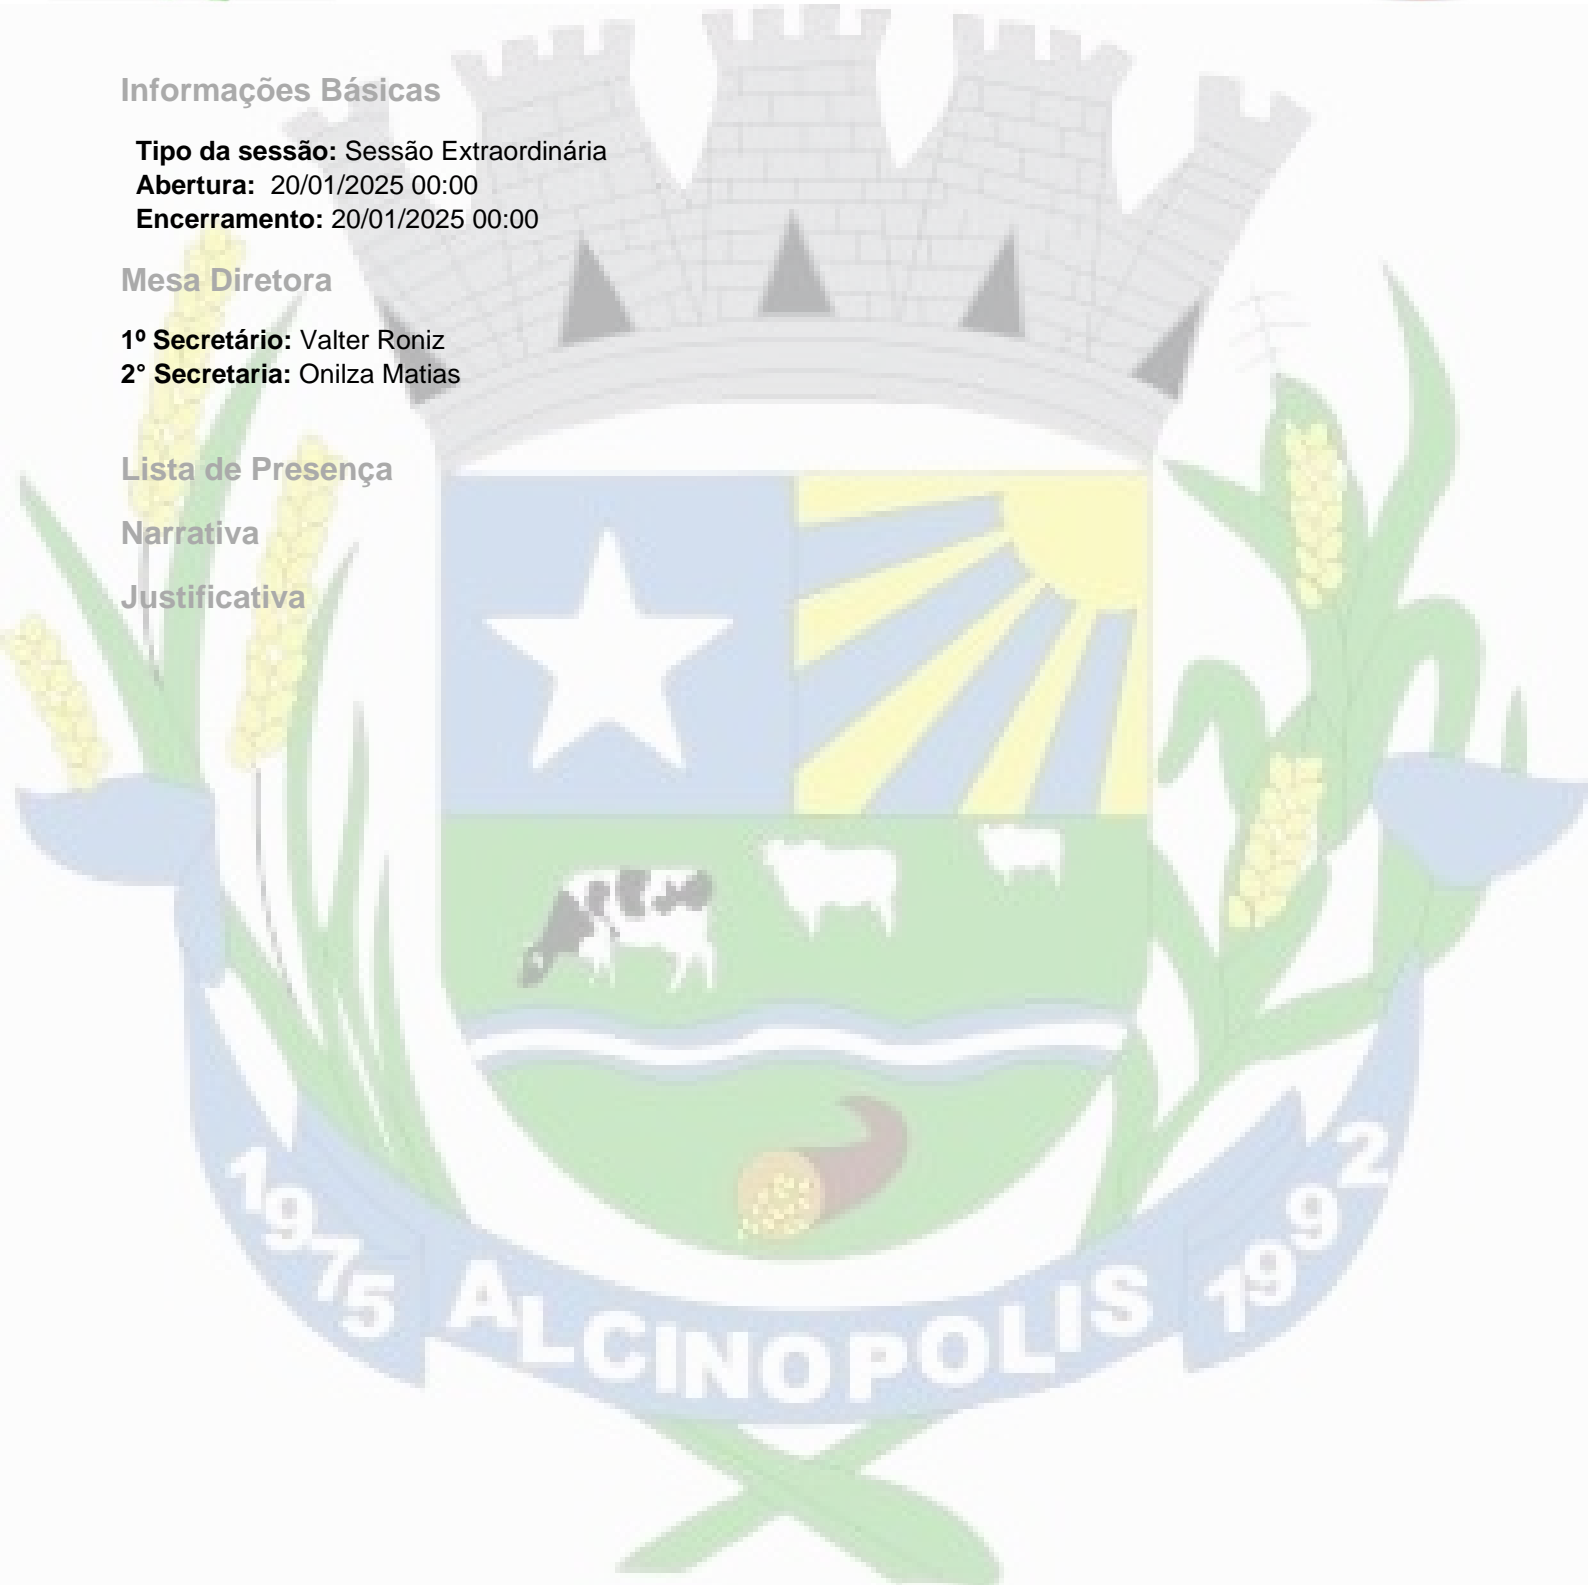 Informações Básicas
Tipo da sessão: Sessão Extraordinária
Abertura: 20/01/2025 00:00
Encerramento: 20/01/2025 00:00
Mesa Diretora
1º Secretário: Valter Roniz
2° Secretaria: Onilza Matias
Lista de Presença
Narrativa
Justificativa
1975 ALCINOPOLIS 1992